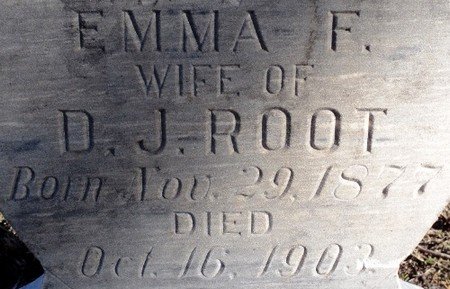 EMMA F.
WIFE OF
D. J. ROOT
Born Nov. 29, 1877
DIED
Oct. 16, 1903.